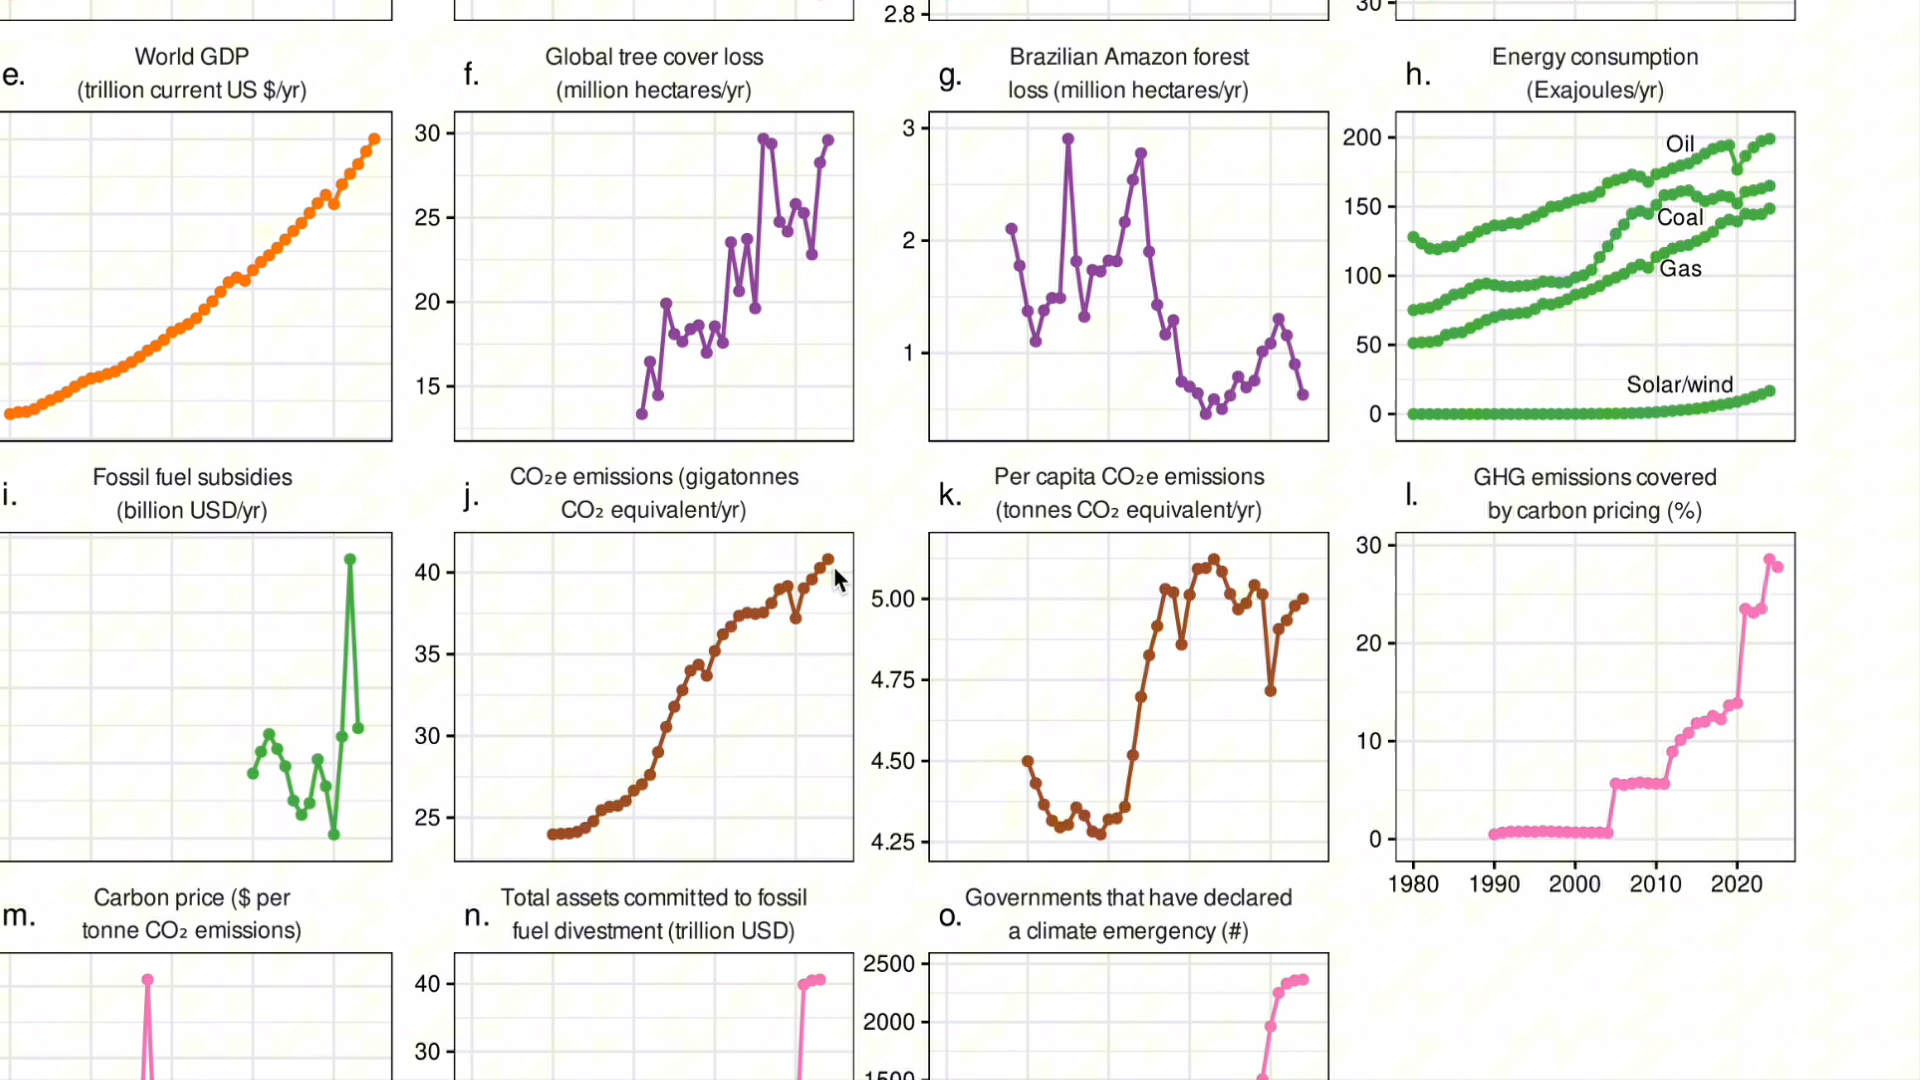 2.8
30
e.
World GDP
(trillion current US $/yr)
f.
Global tree cover loss
(million hectares/yr)
30
25
20
15
g.
Brazilian Amazon forest
loss (million hectares/yr)
3
2
1
h.
Energy consumption
(Exajoules/yr)
200
150
100
50
0
Oil
Coal
Gas
Solar/wind
i.
Fossil fuel subsidies
(billion USD/yr)
j.
CO₂e emissions (gigatonnes
CO₂ equivalent/yr)
40
35
30
25
k.
Per capita CO₂e emissions
(tonnes CO₂ equivalent/yr)
5.00
4.75
4.50
4.25
l.
GHG emissions covered
by carbon pricing (%)
30
20
10
0
1980 1990 2000 2010 2020
m.
Carbon price ($ per
tonne CO₂ emissions)
n.
Total assets committed to fossil
fuel divestment (trillion USD)
40
30
o.
Governments that have declared
a climate emergency (#)
2500
2000
1500